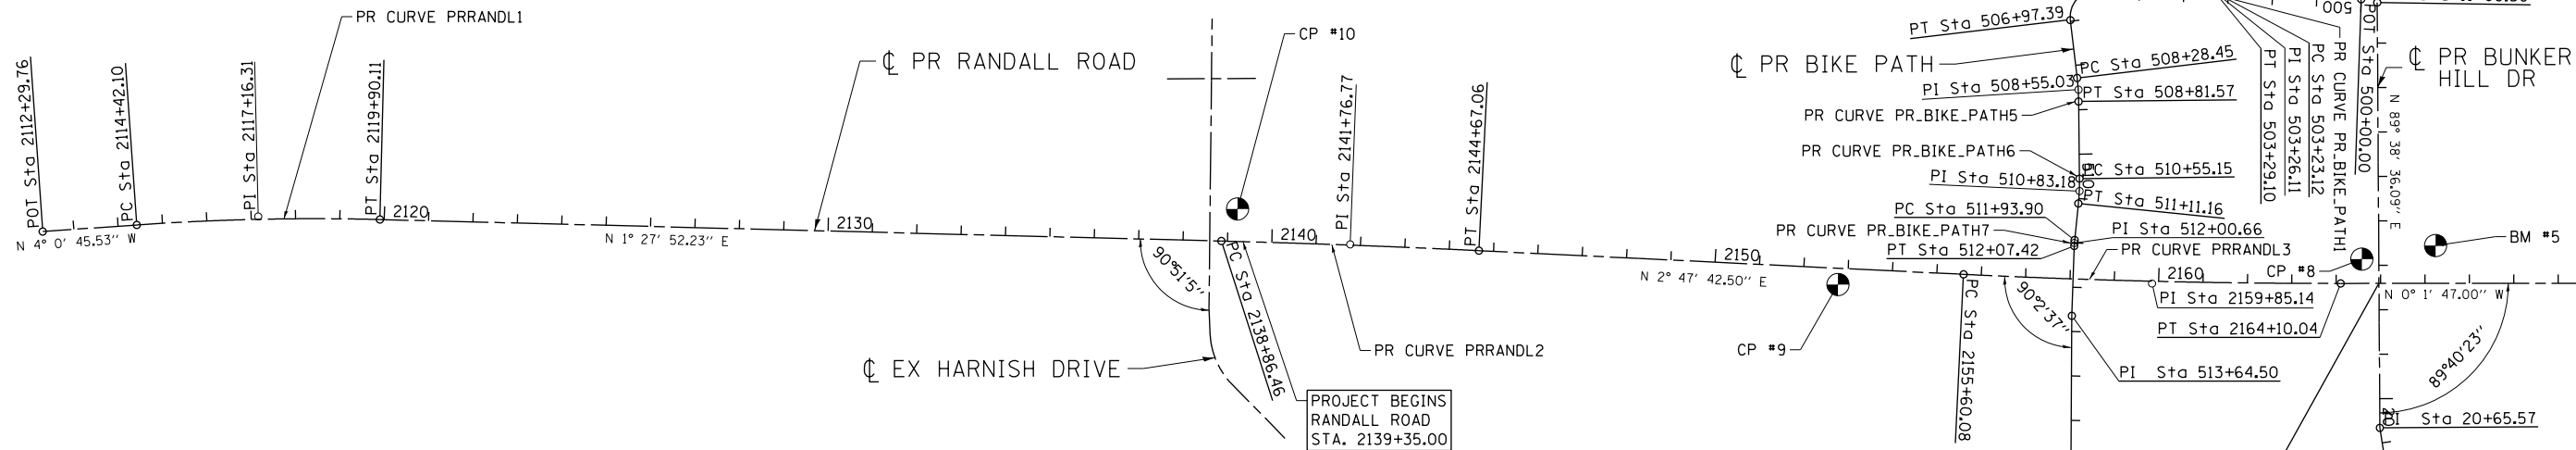 PR CURVE PRRANDL1
POT Sta 2112+29.76
PC Sta 2114+42.10
PI Sta 2117+16.31
PT Sta 2119+90.11
N 4° 0' 45.53" W
2120
℄ PR RANDALL ROAD
N 1° 27' 52.23" E
2130
CP #10
90°51'5"
PC Sta 2138+86.46
2140
PI Sta 2141+76.77
PT Sta 2144+67.06
℄ EX HARNISH DRIVE
PR CURVE PRRANDL2
PROJECT BEGINS
RANDALL ROAD
STA. 2139+35.00
N 2° 47' 42.50" E
2150
CP #9
PC Sta 2155+60.08
90°2'37"
PT Sta 506+97.39
℄ PR BIKE PATH
PC Sta 508+28.45
PI Sta 508+55.03
PT Sta 508+81.57
PR CURVE PR_BIKE_PATH5
PR CURVE PR_BIKE_PATH6
PC Sta 510+55.15
510
PI Sta 510+83.18
PT Sta 511+11.16
PC Sta 511+93.90
PR CURVE PR_BIKE_PATH7
PI Sta 512+00.66
PT Sta 512+07.42
PR CURVE PRRANDL3
2160
CP #8
PI Sta 2159+85.14
PT Sta 2164+10.04
PI Sta 513+64.50
PT Sta 503+29.10
PI Sta 503+26.11
PC Sta 503+23.12
PR CURVE PR_BIKE_PATH1
POT Sta 500+00.00
500
℄ PR BUNKER
HILL DR
N 89° 38' 36.09" E
BM #5
N 0° 1' 47.00" W
89°40'23"
20
PI Sta 20+65.57